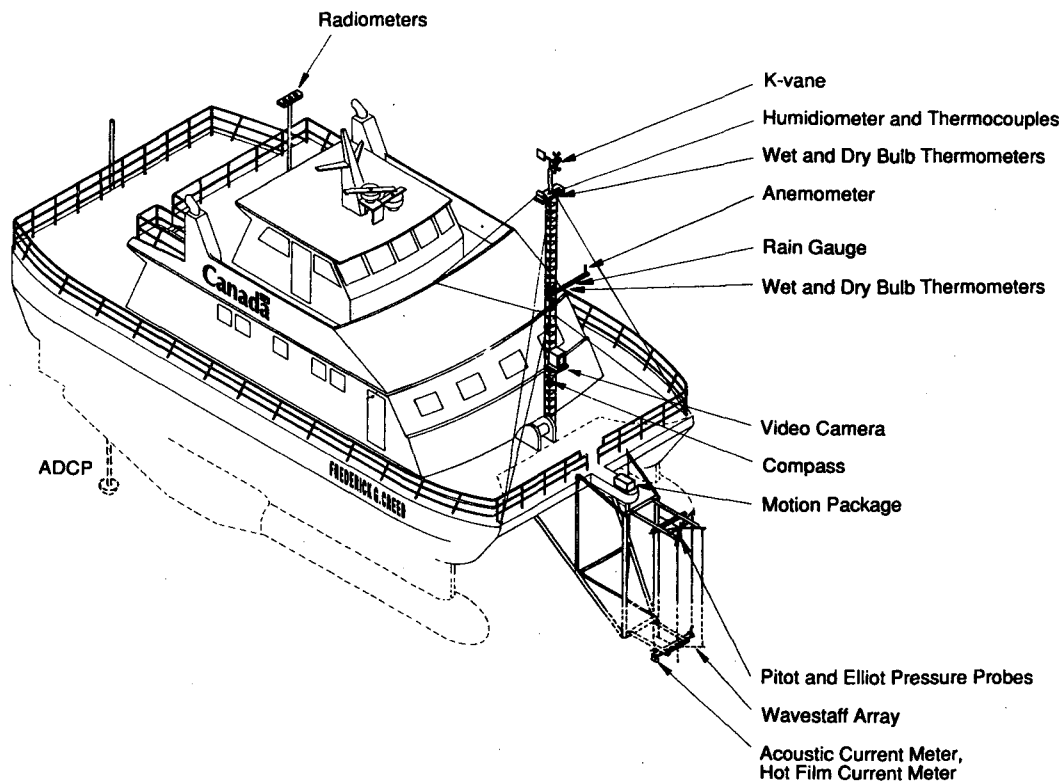 Radiometers
K-vane
Humidiometer and Thermocouples
Wet and Dry Bulb Thermometers
Anemometer
Rain Gauge
Wet and Dry Bulb Thermometers
Canada
Video Camera
ADCP
Compass
FREDERICK G. CREED
Motion Package
Pitot and Elliot Pressure Probes
Wavestaff Array
Acoustic Current Meter,
Hot Film Current Meter